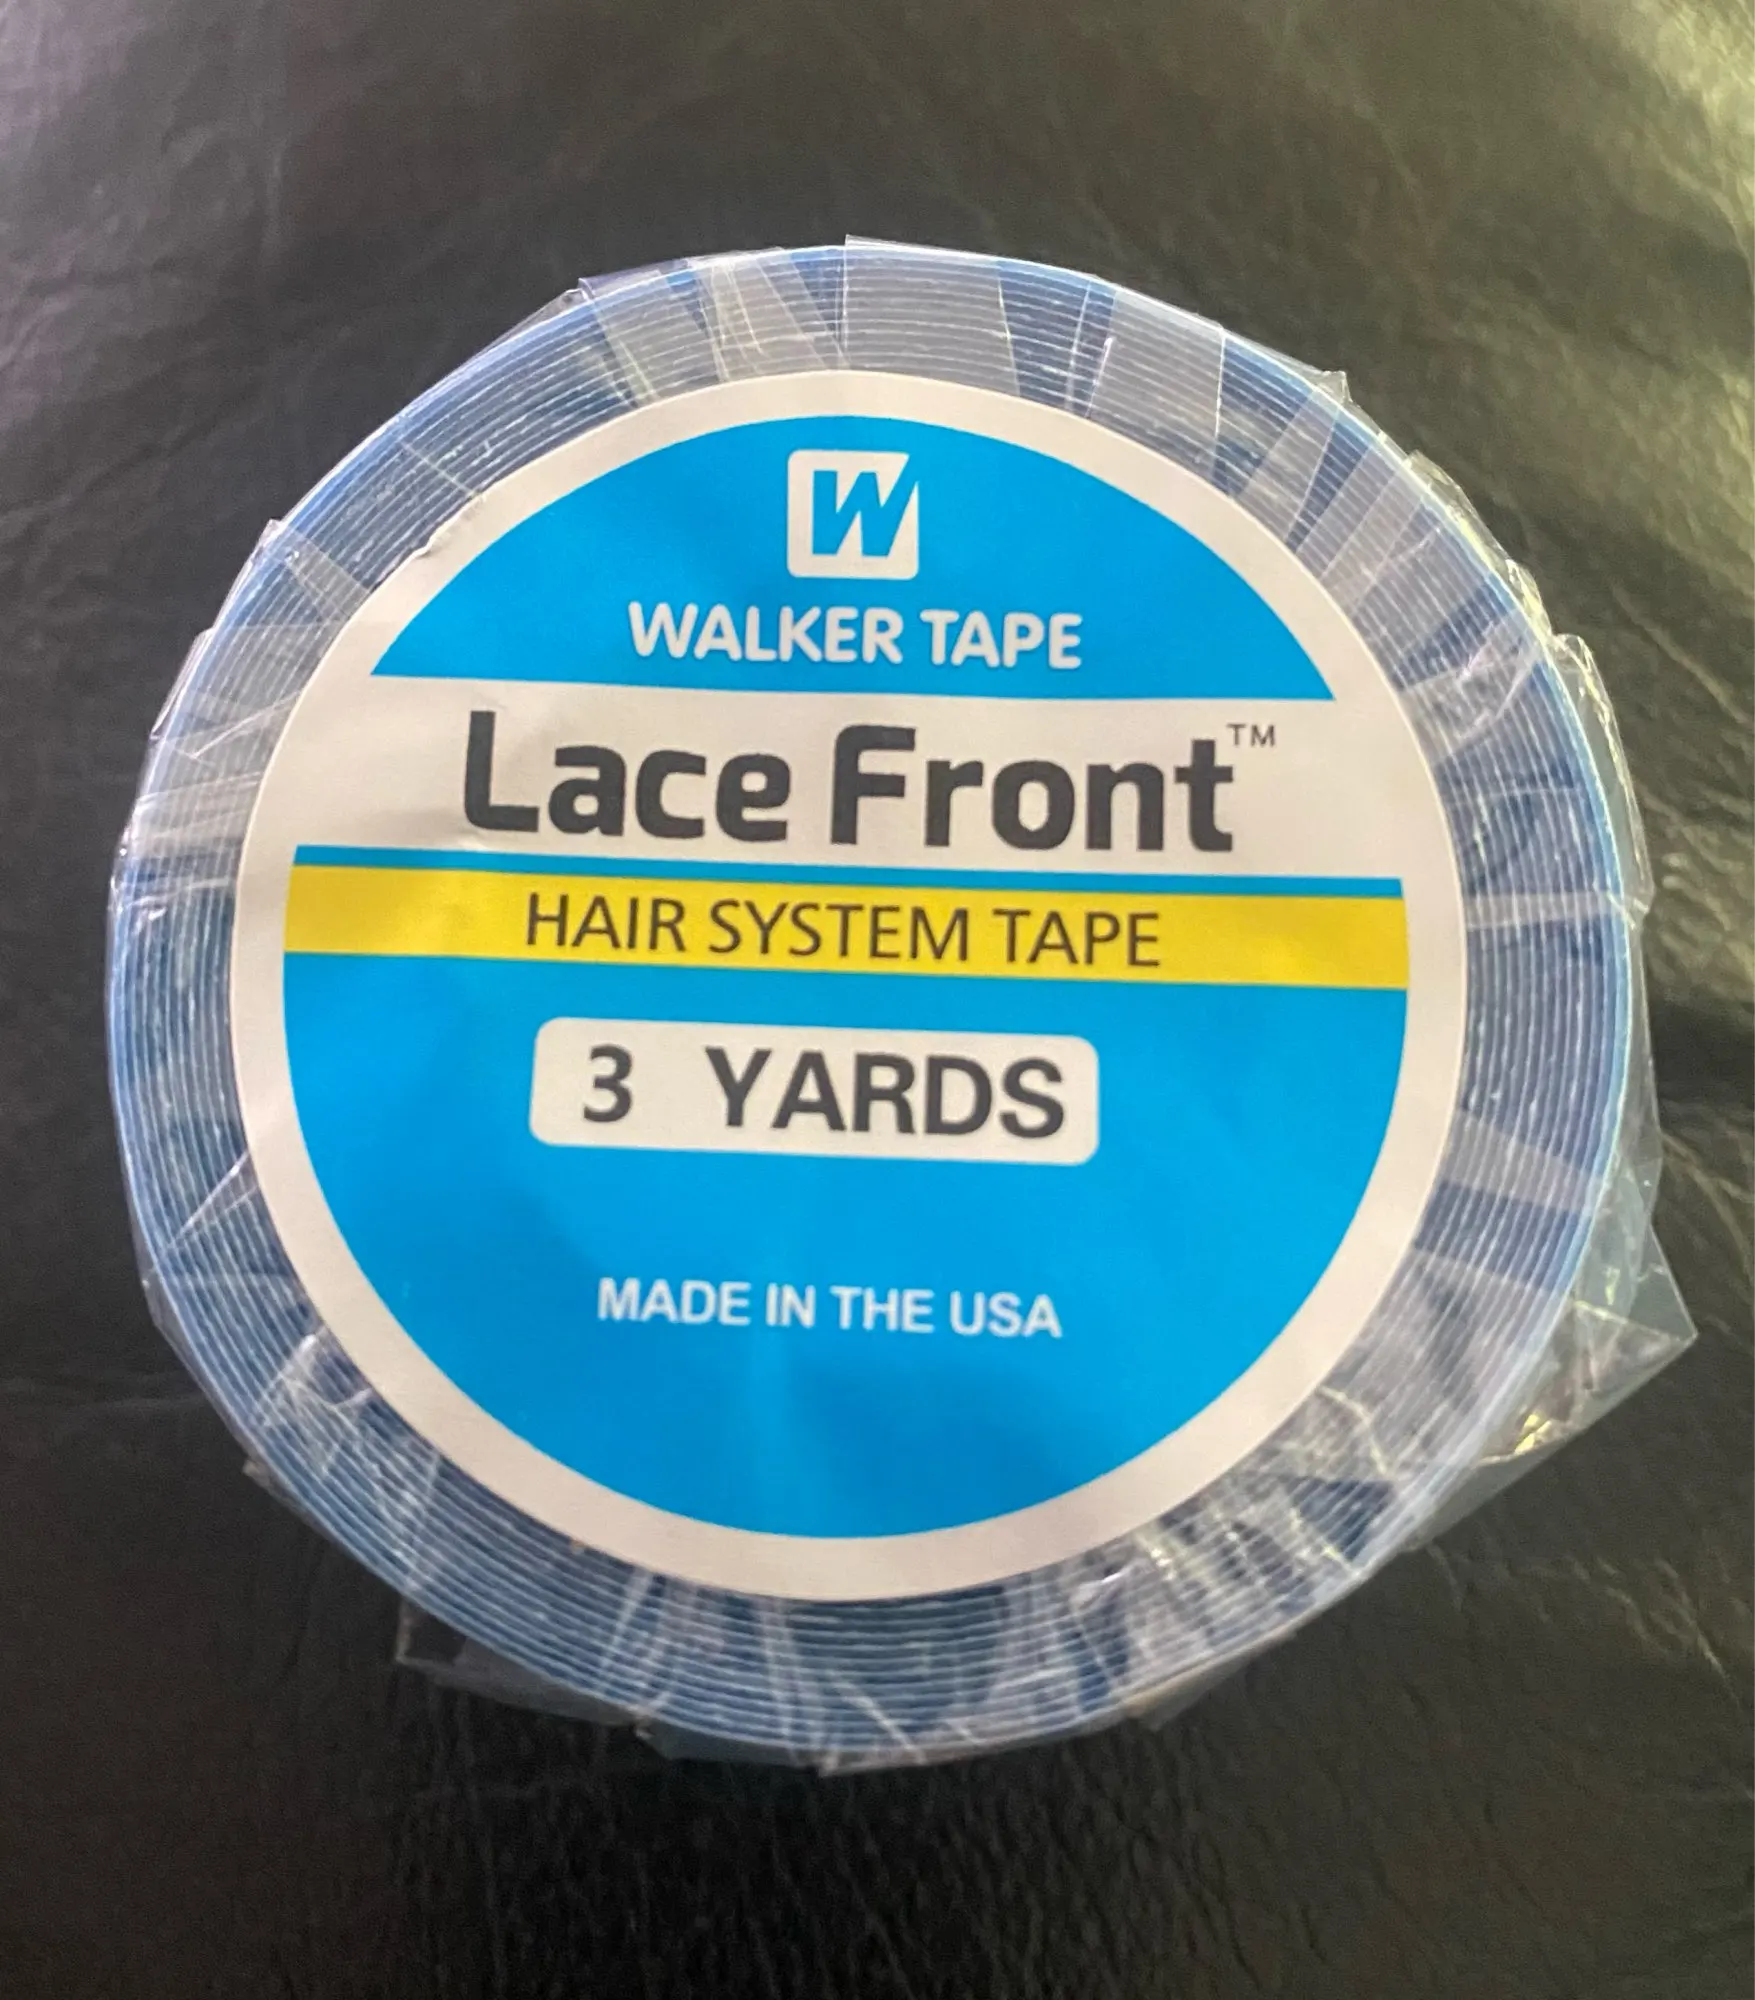 W
WALKER TAPE
Lace Front™
HAIR SYSTEM TAPE
3 YARDS
MADE IN THE USA